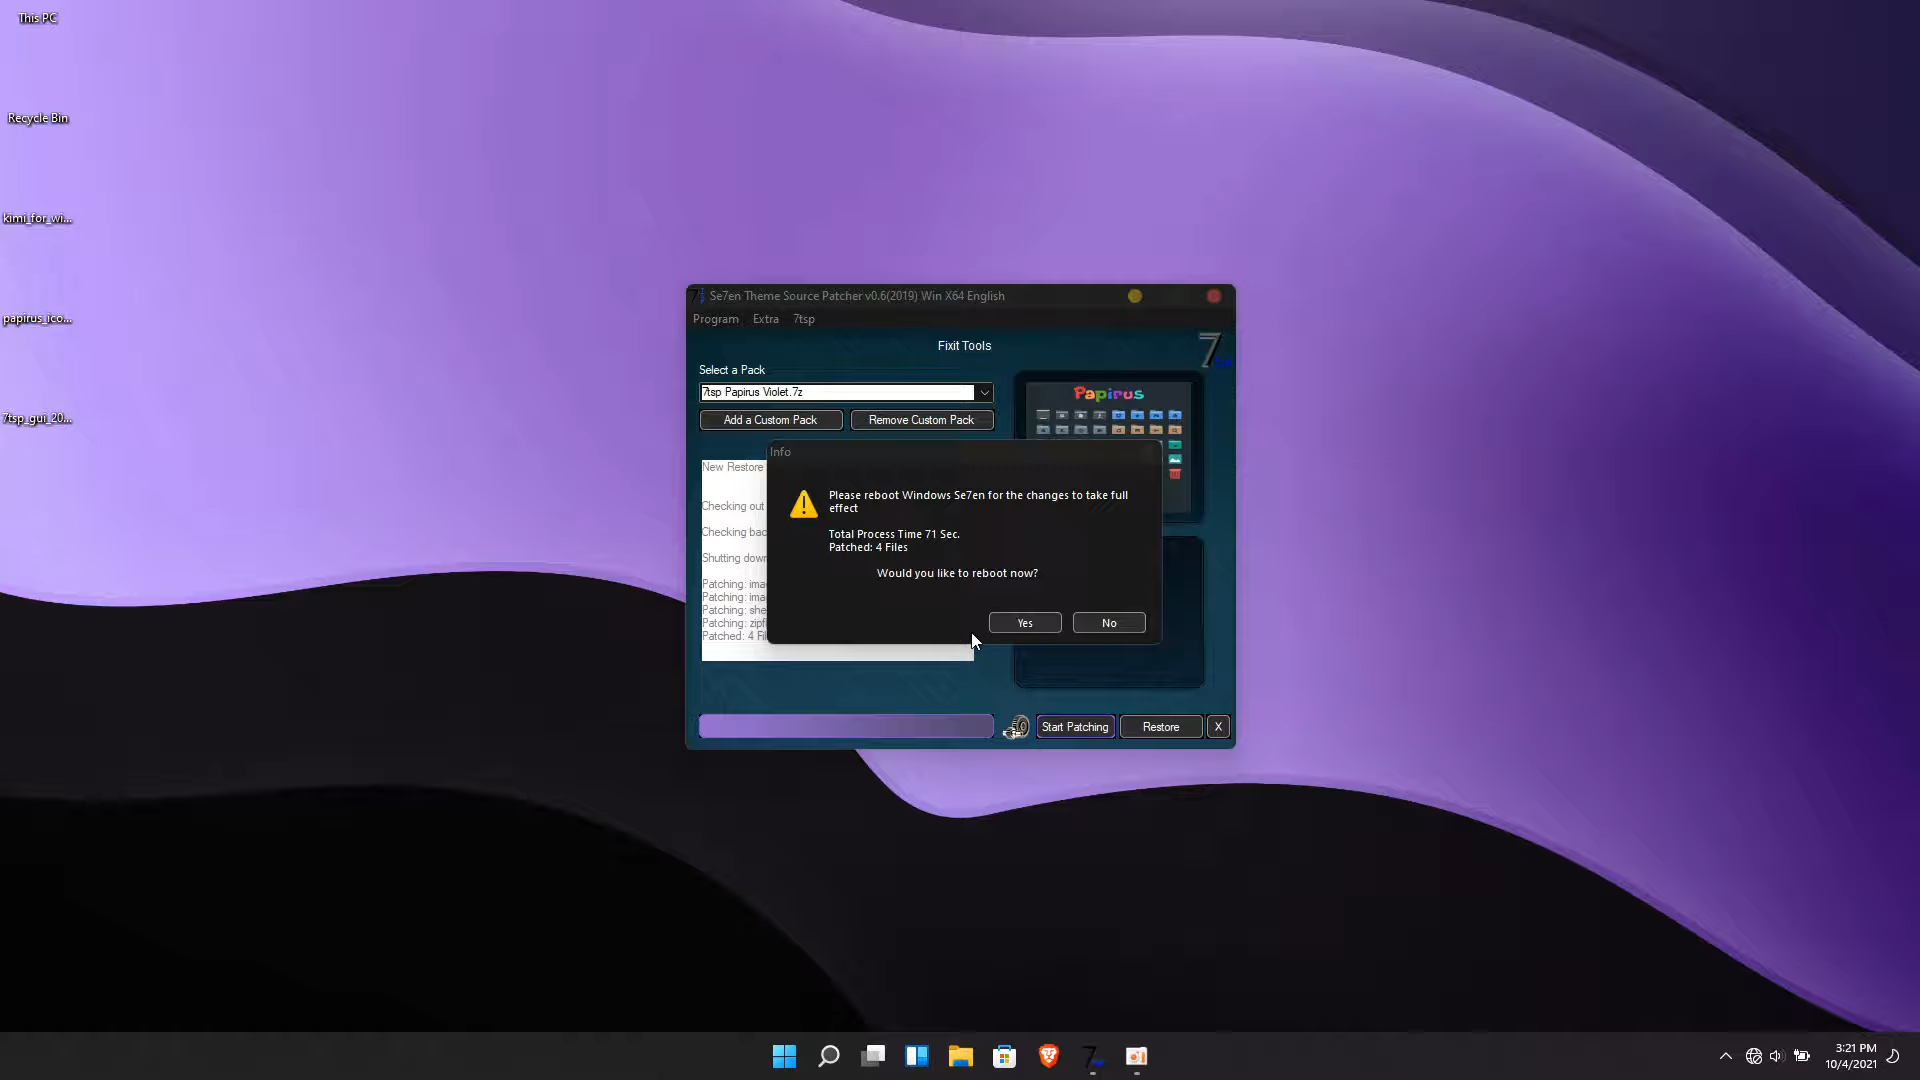 This PC
Recycle Bin
kimi_for_wi...
papirus_ico...
7tsp_gui_20...
Se7en Theme Source Patcher v0.6(2019) Win X64 English
Program Extra 7tsp
Fixit Tools
Select a Pack
7tsp Papirus Violet.7z
Add a Custom Pack Remove Custom Pack
Papirus
New Restore
Checking out
Checking bac
Shutting down
Patching: ima
Patching: ima
Patching: she
Patching: zipf
Patched: 4 Fil
Info
Please reboot Windows Se7en for the changes to take full
effect
Total Process Time 71 Sec.
Patched: 4 Files
Would you like to reboot now?
Yes No
Start Patching Restore X
3:21 PM
10/4/2021